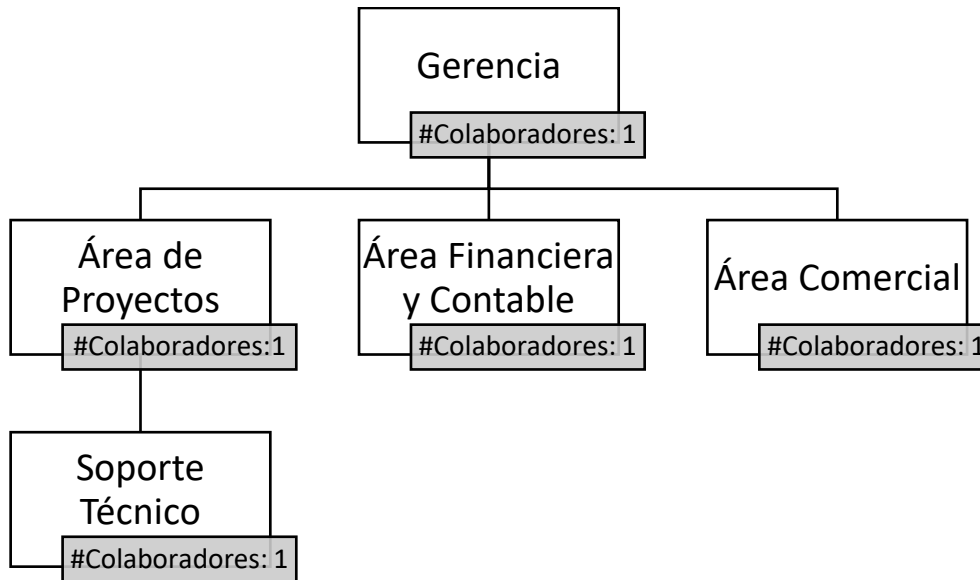 Gerencia
#Colaboradores: 1
Área de
Proyectos
#Colaboradores:1
Área Financiera
y Contable
#Colaboradores: 1
Área Comercial
#Colaboradores: 1
Soporte
Técnico
#Colaboradores: 1